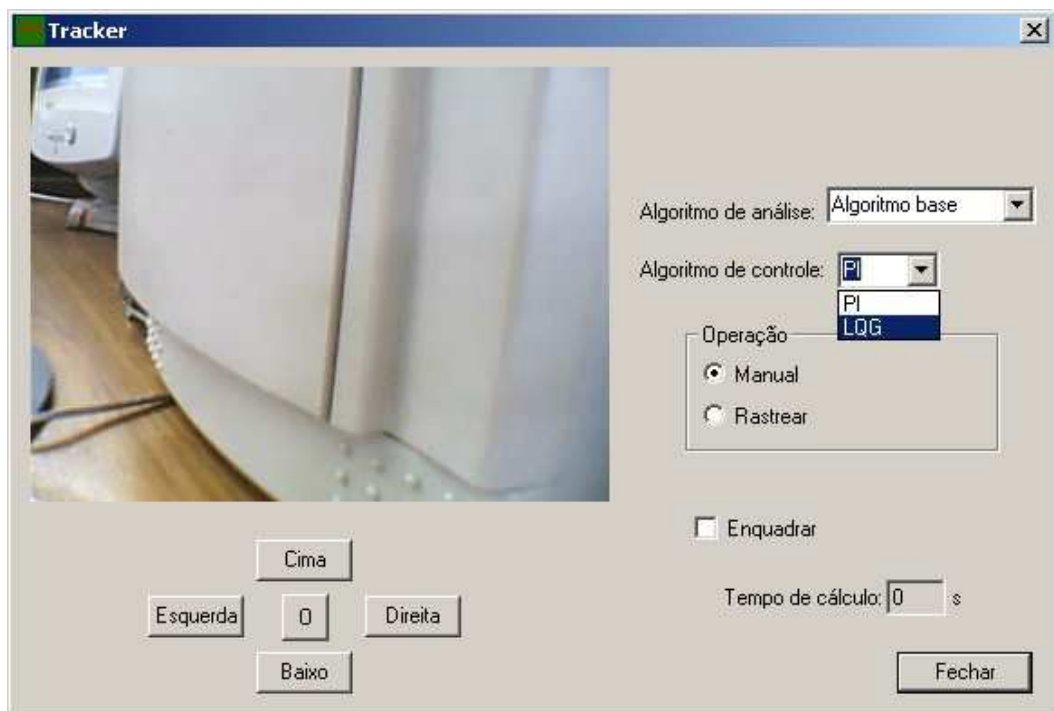 Tracker
Algoritmo de análise: Algoritmo base
Algoritmo de controle: PI
PI
LQG
Operação
Manual
Rastrear
Enquadrar
Tempo de cálculo: 0 s
Cima
Esquerda 0 Direita
Baixo
Fechar